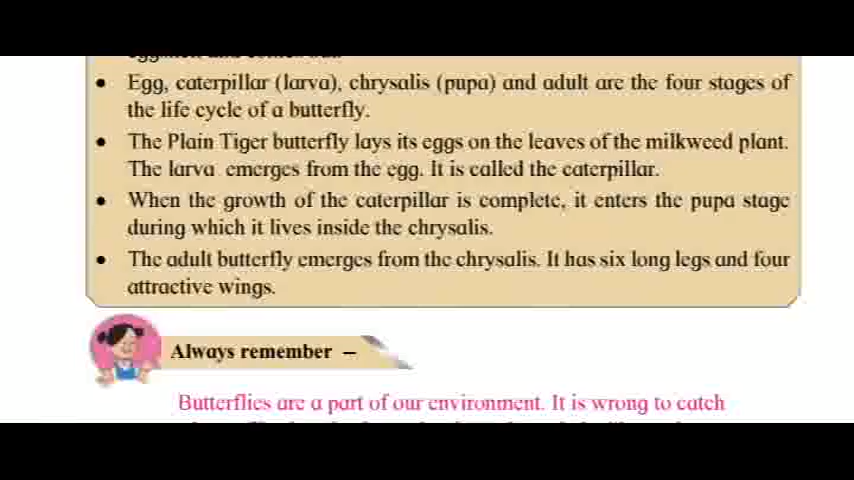 Egg, caterpillar (larva), chrysalis (pupa) and adult are the four stages of
the life cycle of a butterfly.
The Plain Tiger butterfly lays its eggs on the leaves of the milkweed plant.
The larva emerges from the egg. It is called the caterpillar.
When the growth of the caterpillar is complete, it enters the pupa stage
during which it lives inside the chrysalis.
The adult butterfly emerges from the chrysalis. It has six long legs and four
attractive wings.
Always remember –
Butterflies are a part of our environment. It is wrong to catch